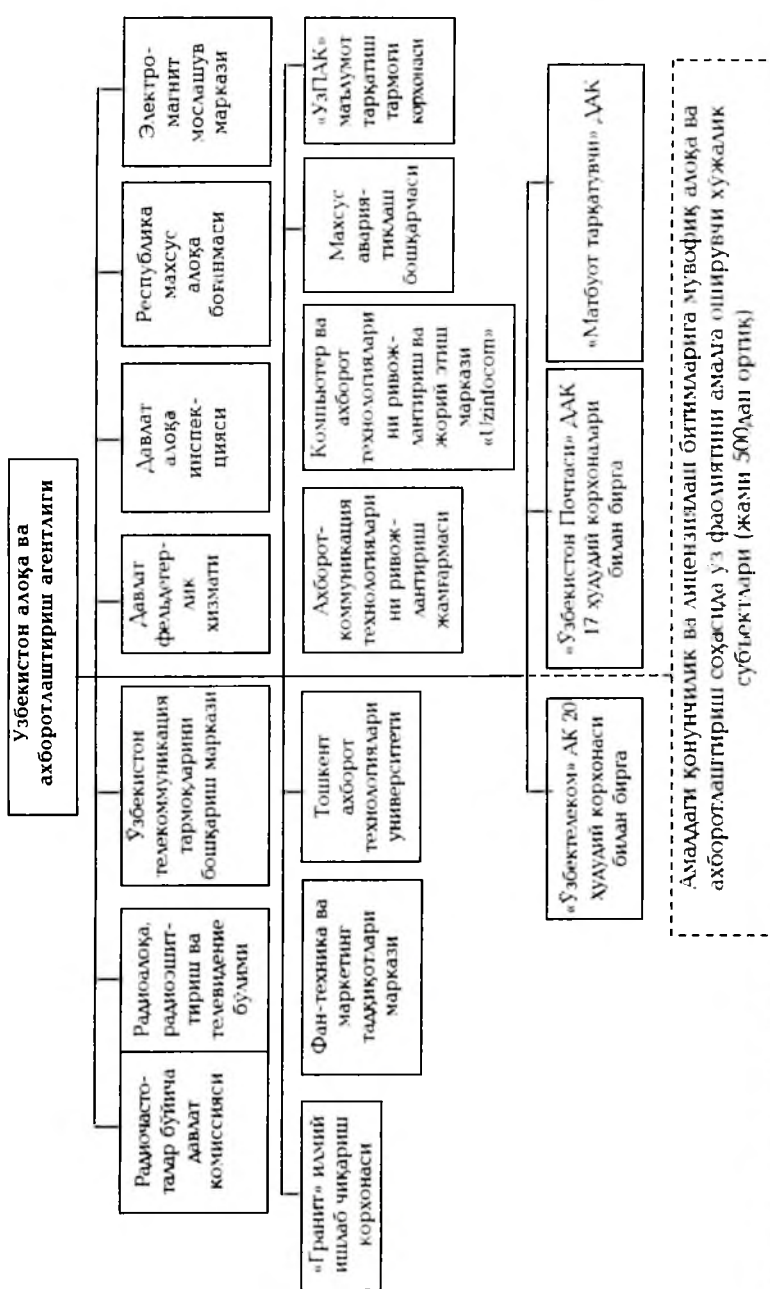 Ўзбекистон алоқа ва
ахборотлаштириш агентлиги
Радиочасто-
талар бўйича
давлат
комиссияси
Радиоалоқа,
радиоэшит-
тириш ва
телевидение
бўлими
Ўзбекистон
телекоммуникация
тармоқларини
бошқариш маркази
Давлат
фельдъегер-
лик
хизмати
Давлат
алоқа
инспек-
цияси
Республика
махсус
алоқа
боғланмаси
Электро-
магнит
мослашув
маркази
«Гранит» илмий
ишлаб чиқариш
корхонаси
Фан-техника ва
маркетинг
тадқиқотлари
маркази
Тошкент
ахборот
технологиялари
университети
Ахборот-
коммуникация
технологиялари
ни ривож-
лантириш
жамғармаси
Компьютер ва
ахборот
технологиялари
ни ривож-
лантириш ва
жорий этиш
маркази
«Uzinfocom»
Махсус
авария-
тиклаш
бошқармаси
«УзПАК»
маълумот
тарқатиш
тармоғи
корхонаси
«Ўзбектелеком» АК 20
ҳудудий корхонаси
билан бирга
«Ўзбекистон Почтаси» ДАК
17 ҳудудий корхоналари
билан бирга
«Матбуот тарқатувчи» ДАК
Амалдаги қонунчилик ва лицензиялаш битимларига мувофиқ алоқа ва
ахборотлаштириш соҳасида ўз фаолиятини амалга оширувчи хўжалик
субъектлари (жами 500дан ортиқ)